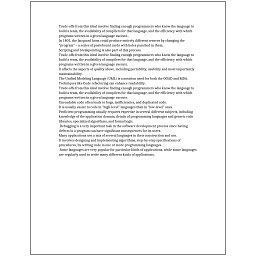 Trade-offs from this ideal involve finding enough programmers who know the language to
build a team, the availability of compilers for that language, and the efficiency with which
programs written in a given language execute.
In 1801, the Jacquard loom could produce entirely different weaves by changing the
"program" – a series of pasteboard cards with holes punched in them.
Scripting and breakpointing is also part of this process.
Trade-offs from this ideal involve finding enough programmers who know the language to
build a team, the availability of compilers for that language, and the efficiency with which
programs written in a given language execute.
It affects the aspects of quality above, including portability, usability and most importantly
maintainability.
The Unified Modeling Language (UML) is a notation used for both the OOAD and MDA.
Techniques like Code refactoring can enhance readability.
Trade-offs from this ideal involve finding enough programmers who know the language to
build a team, the availability of compilers for that language, and the efficiency with which
programs written in a given language execute.
Unreadable code often leads to bugs, inefficiencies, and duplicated code.
It is usually easier to code in "high-level" languages than in "low-level" ones.
Proficient programming usually requires expertise in several different subjects, including
knowledge of the application domain, details of programming languages and generic code
libraries, specialized algorithms, and formal logic.
Debugging is a very important task in the software development process since having
defects in a program can have significant consequences for its users.
Many applications use a mix of several languages in their construction and use.
It involves designing and implementing algorithms, step-by-step specifications of
procedures, by writing code in one or more programming languages.
Some languages are very popular for particular kinds of applications, while some languages
are regularly used to write many different kinds of applications.